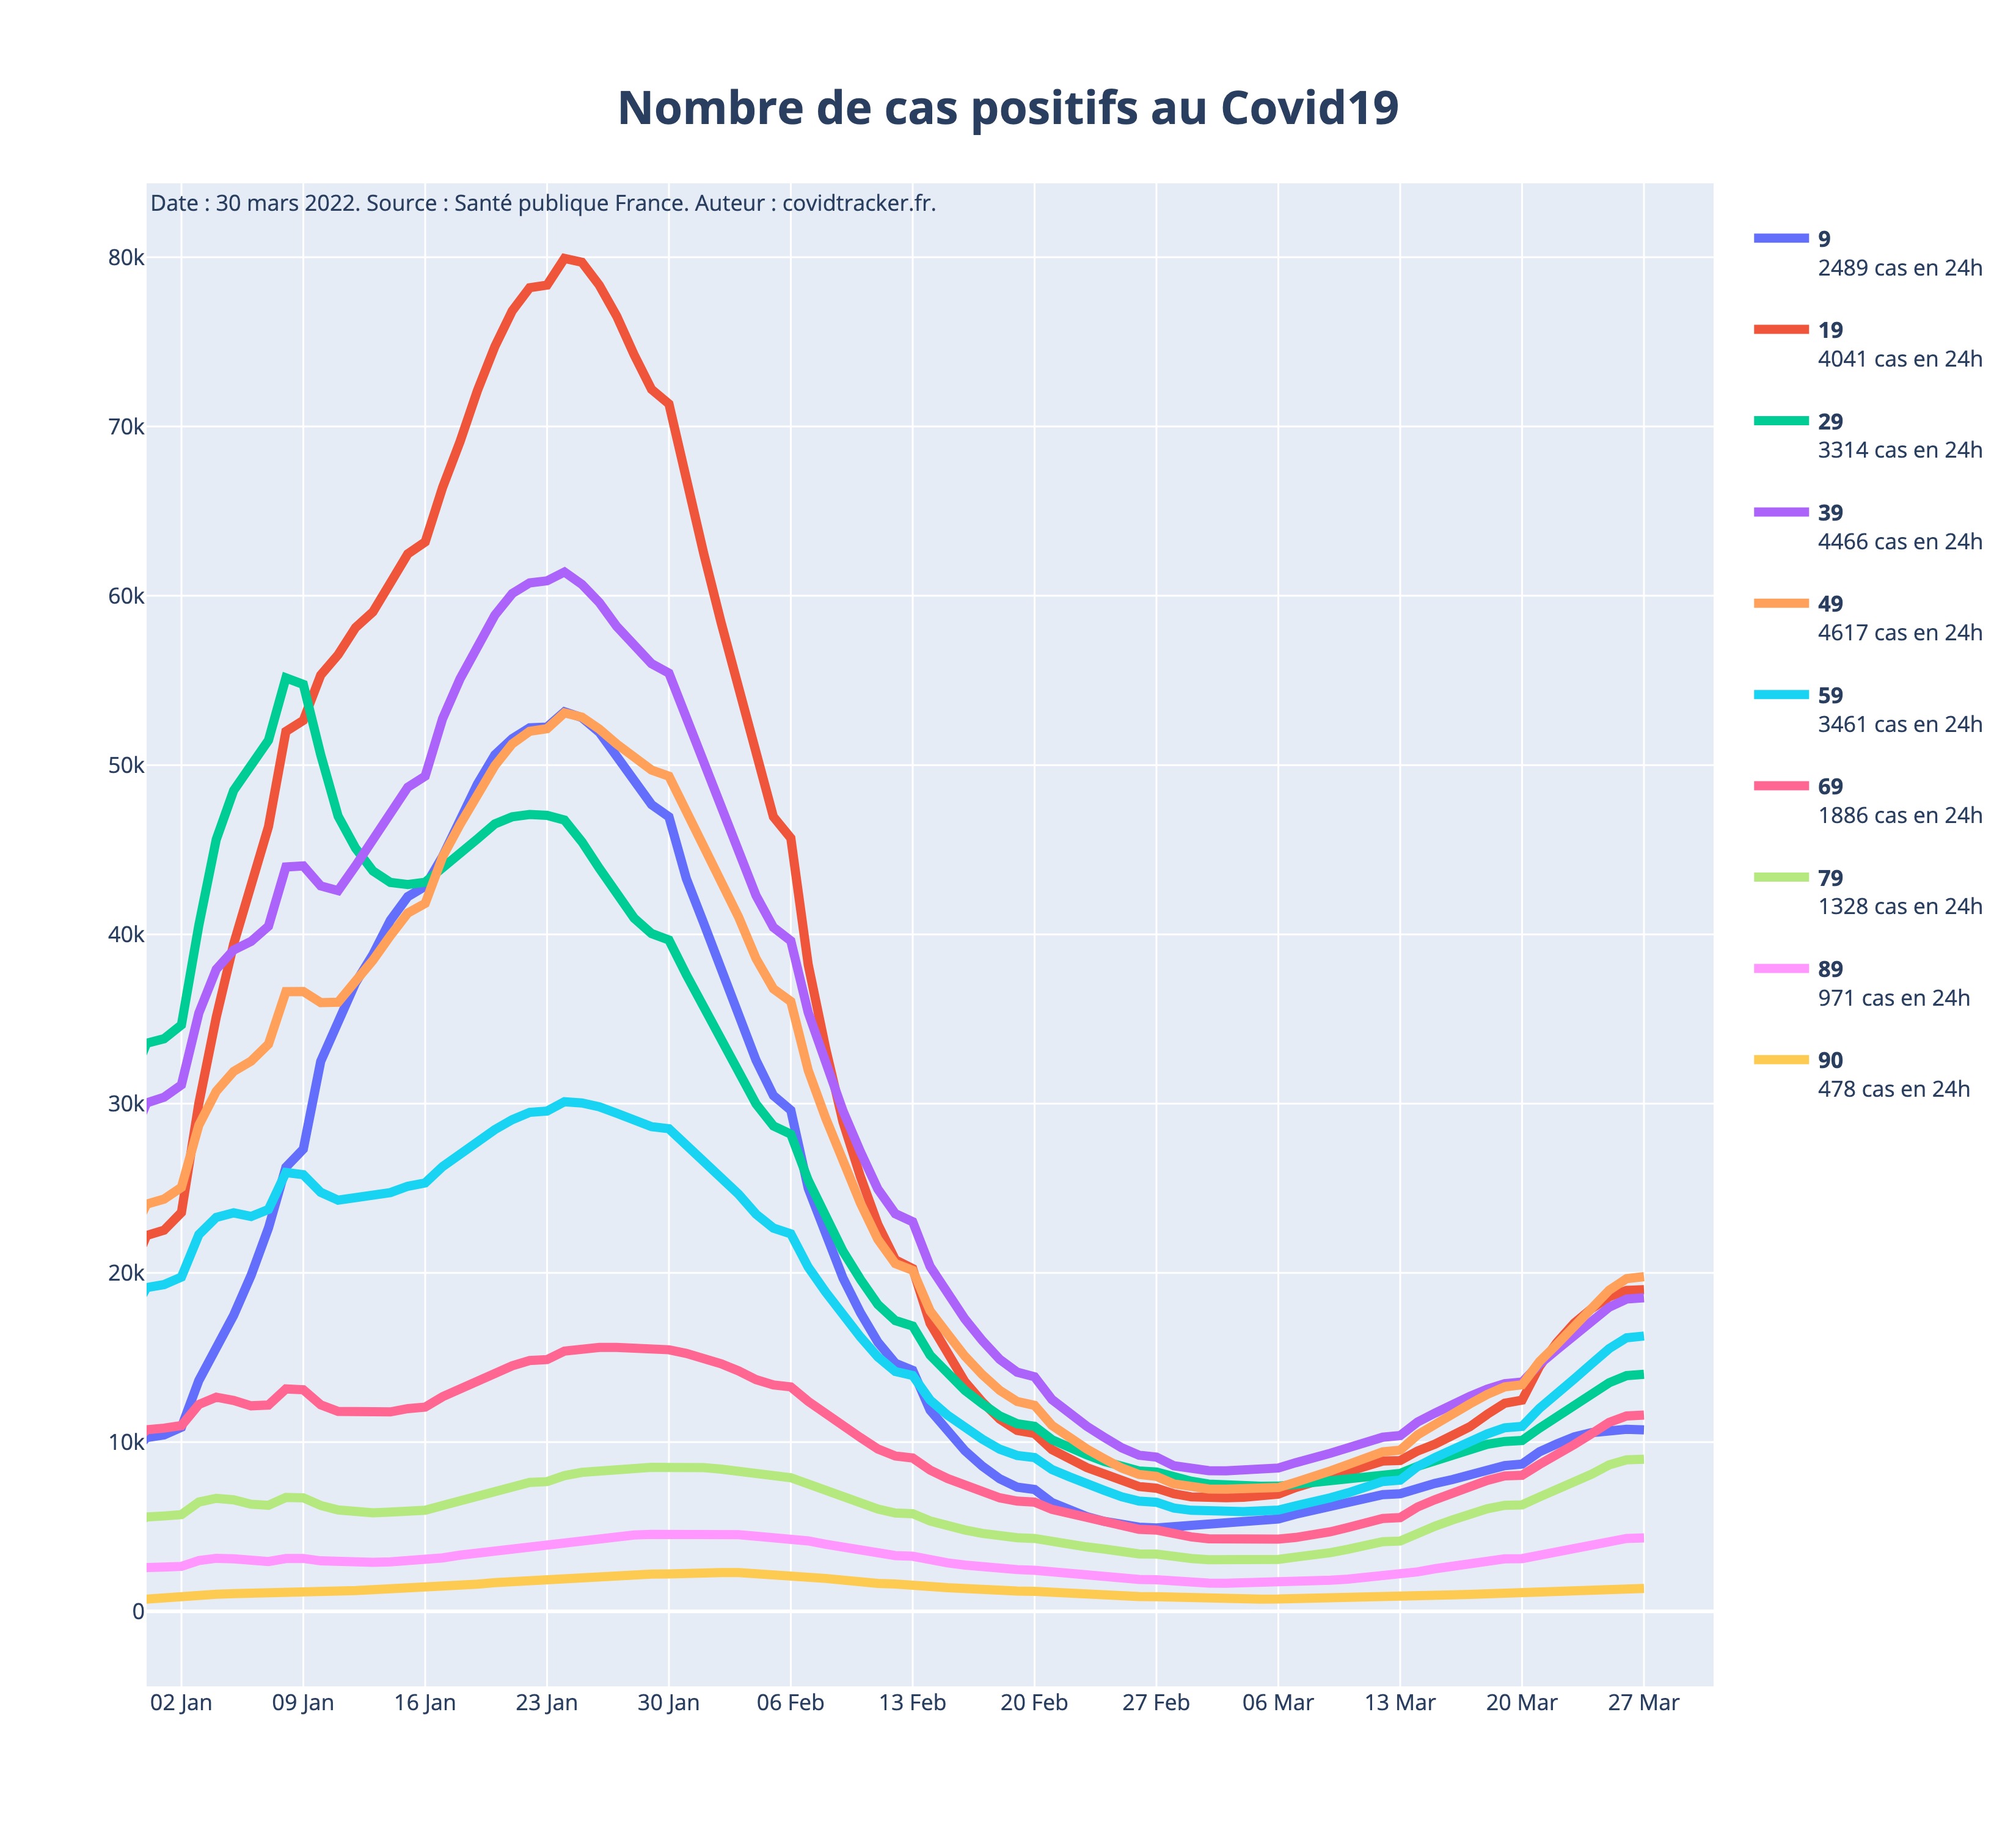 Nombre de cas positifs au Covid19
Date : 30 mars 2022. Source : Santé publique France. Auteur : covidtracker.fr.
80k
70k
60k
50k
40k
30k
20k
10k
0
02 Jan
09 Jan
16 Jan
23 Jan
30 Jan
06 Feb
13 Feb
20 Feb
27 Feb
06 Mar
13 Mar
20 Mar
27 Mar
9
2489 cas en 24h
19
4041 cas en 24h
29
3314 cas en 24h
39
4466 cas en 24h
49
4617 cas en 24h
59
3461 cas en 24h
69
1886 cas en 24h
79
1328 cas en 24h
89
971 cas en 24h
90
478 cas en 24h